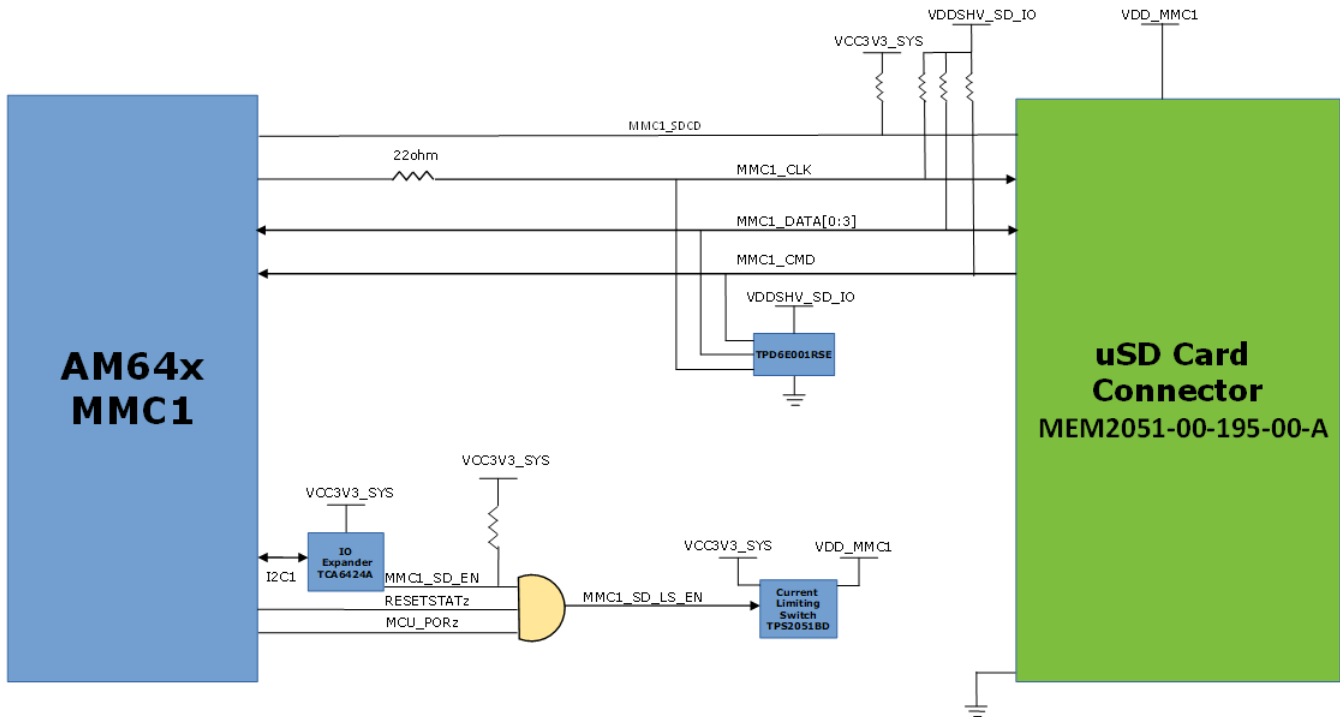 VDDSHV_SD_IO
VDD_MMC1
VCC3V3_SYS
MMC1_SDCD
22ohm
MMC1_CLK
MMC1_DATA[0:3]
MMC1_CMD
VDDSHV_SD_IO
TPD6E001RSE
AM64x
MMC1
uSD Card
Connector
MEM2051-00-195-00-A
VCC3V3_SYS
VCC3V3_SYS
IO
Expander
TCA6424A
I2C1
MMC1_SD_EN
RESETSTATz
MCU_PORz
MMC1_SD_LS_EN
VCC3V3_SYS
VDD_MMC1
Current
Limiting
Switch
TPS2051BD